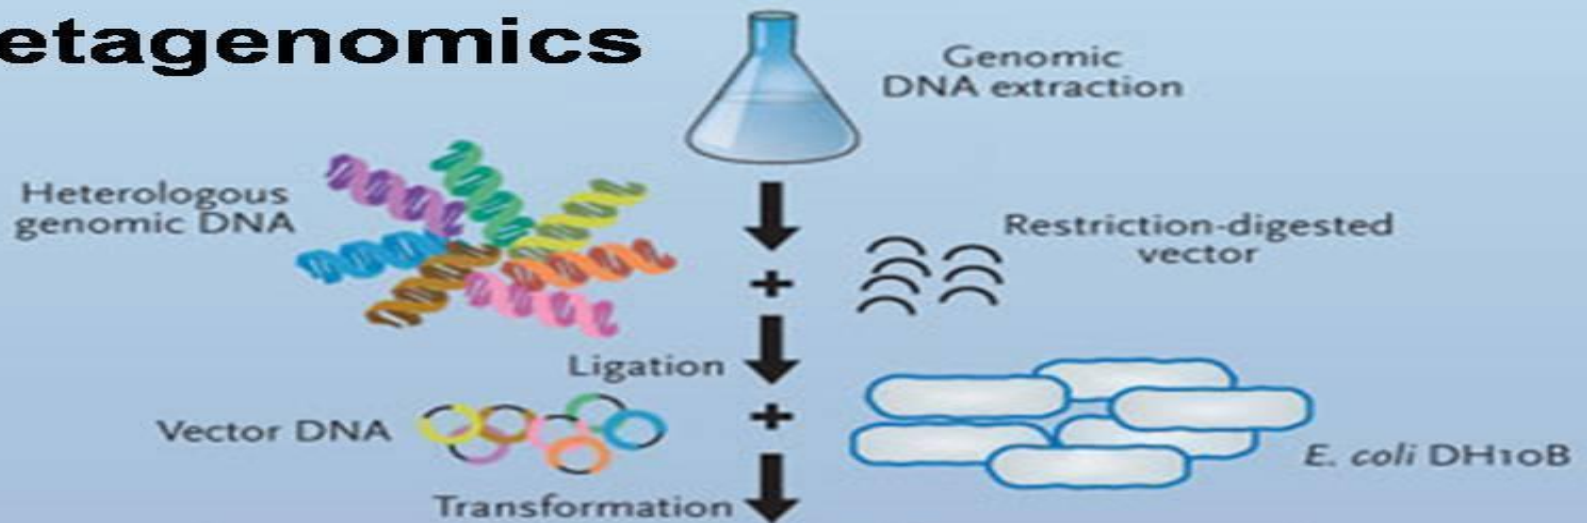 etagenomics
Genomic
DNA extraction
Heterologous
genomic DNA
Restriction-digested
vector
+
Ligation
+
Vector DNA
E. coli DH10B
Transformation